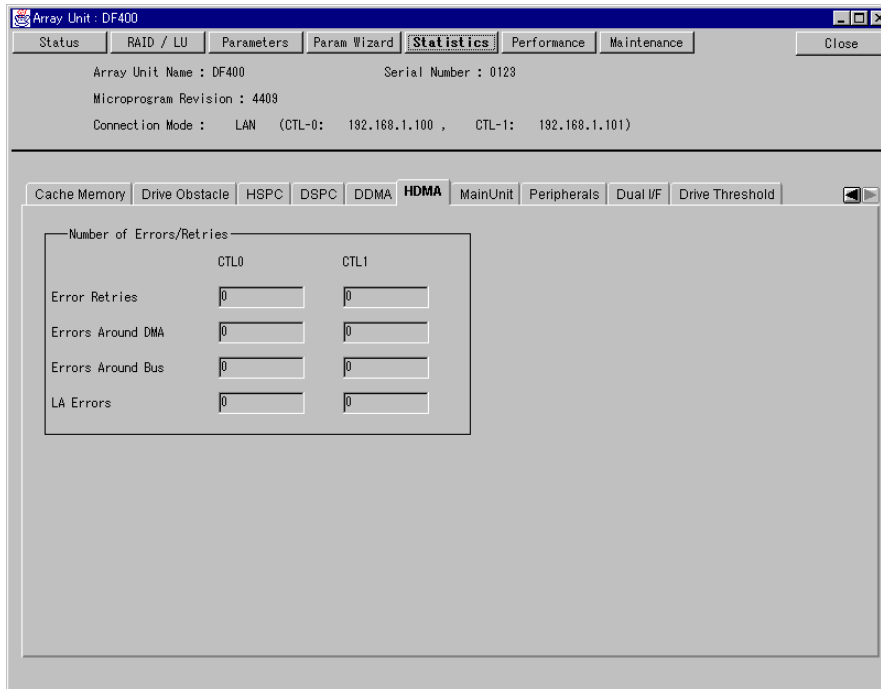 Array Unit : DF400
Status RAID / LU Parameters Param Wizard Statistics Performance Maintenance Close
Array Unit Name : DF400 Serial Number : 0123
Microprogram Revision : 4409
Connection Mode : LAN (CTL-0: 192.168.1.100 , CTL-1: 192.168.1.101)
Cache Memory Drive Obstacle HSPC DSPC DDMA HDMA MainUnit Peripherals Dual I/F Drive Threshold
Number of Errors/Retries
CTL0 CTL1
Error Retries 0 0
Errors Around DMA 0 0
Errors Around Bus 0 0
LA Errors 0 0